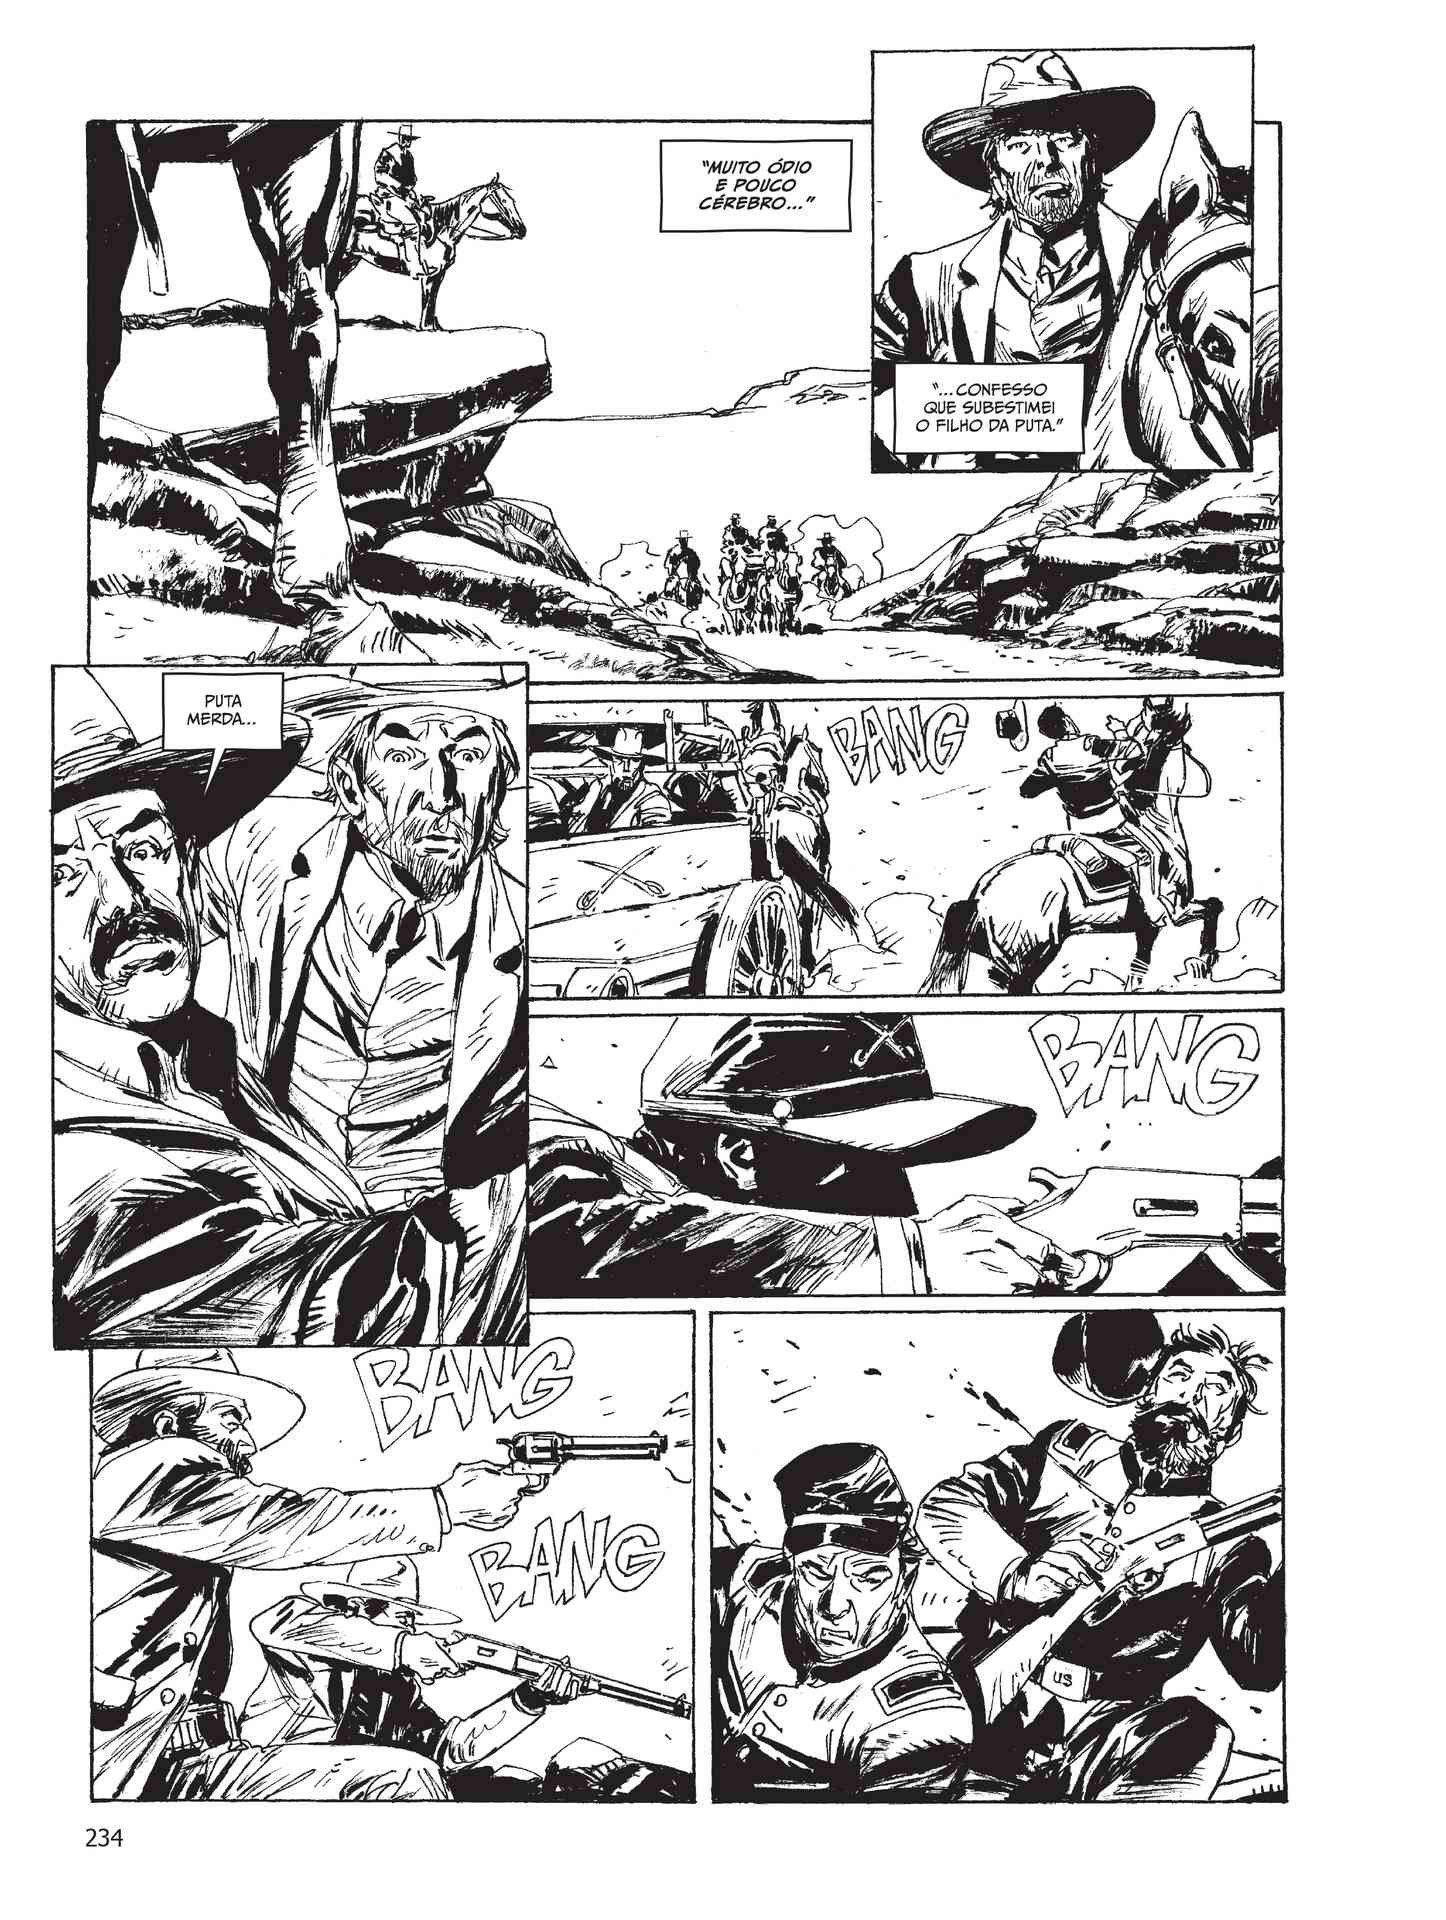 “MUITO ÓDIO
E POUCO
CÉREBRO...”
“...CONFESSO
QUE SUBESTIMEI
O FILHO DA PUTA.”
PUTA
MERDA...
BANG
BANG
BANG
BANG
US
234